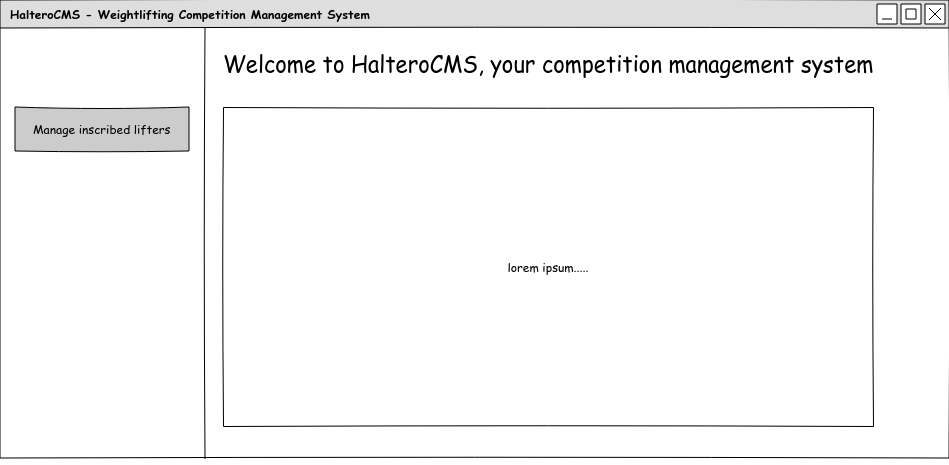 HalteroCMS - Weightlifting Competition Management System
Welcome to HalteroCMS, your competition management system
Manage inscribed lifters
lorem ipsum.....